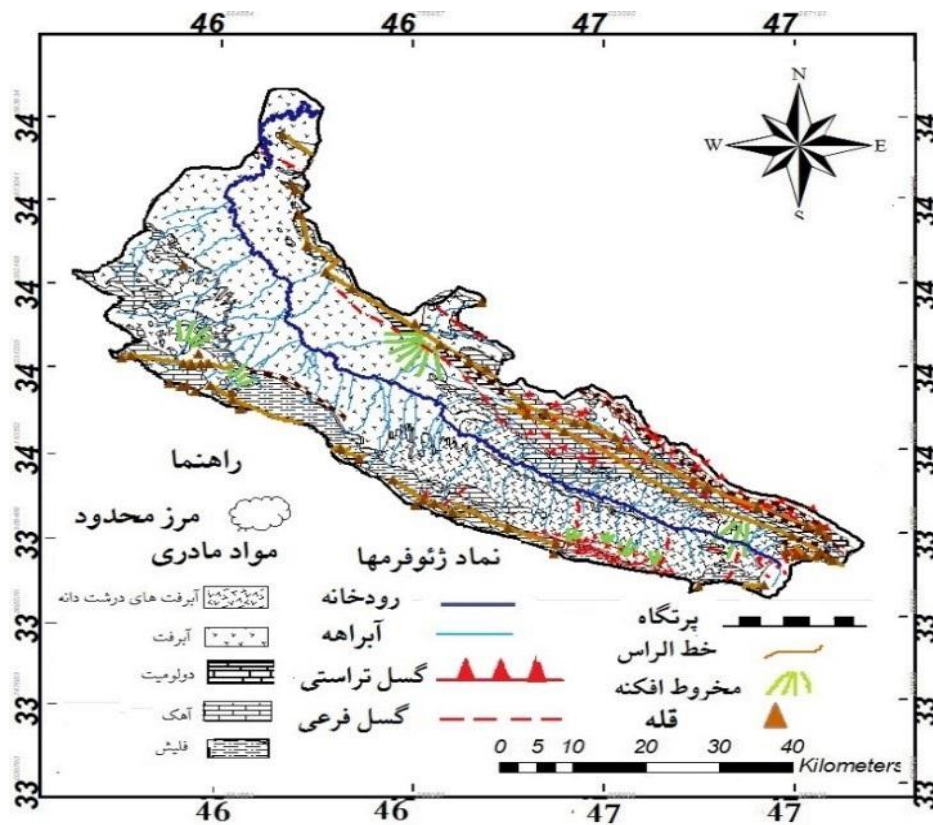 46 46 47 47
N
W E
S
34
34
34
34
34
33
33
33
33
راهنما
مرز محدود
مواد مادری
آبرفت های درشت دانه
آبرفت
دولومیت
آهک
فلیش
نماد ژئوفرمها
رودخانه
آبراهه
گسل تراستی
گسل فرعی
پرتگاه
خط الراس
مخروط افکنه
قله
0 5 10 20 30 40
Kilometers
46 46 47 47